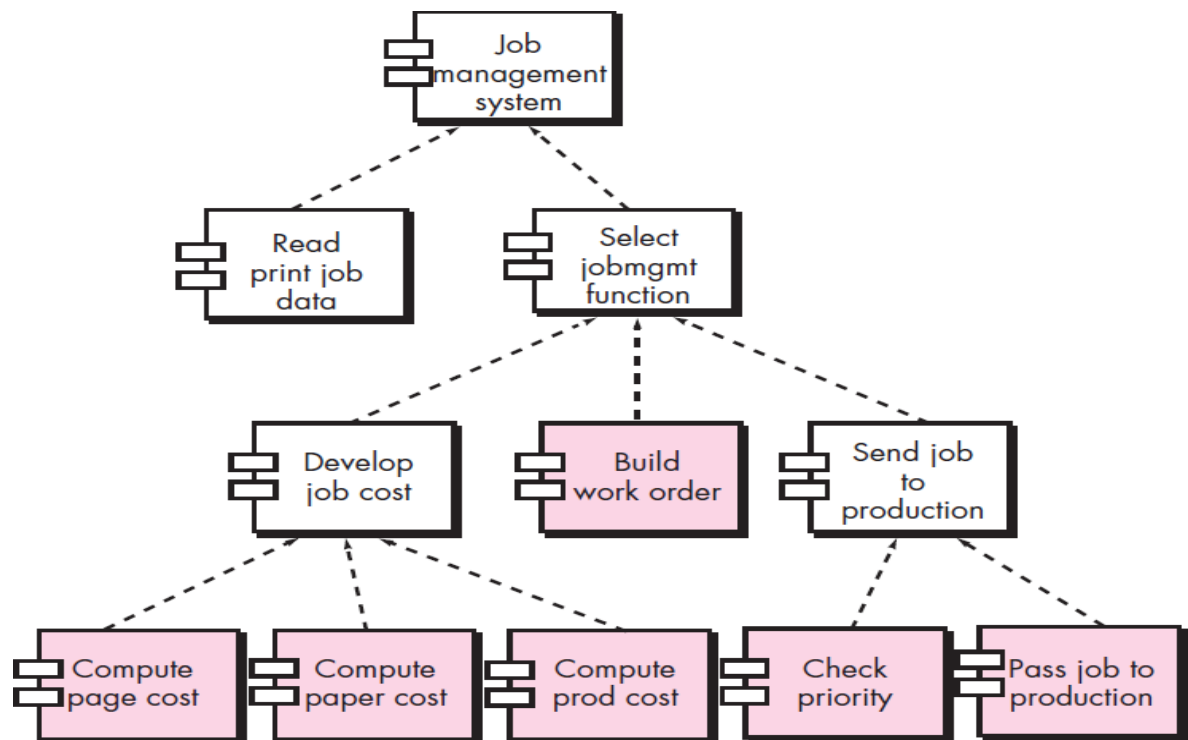 Job
management
system
Read
print job
data
Select
jobmgmt
function
Develop
job cost
Build
work order
Send job
to
production
Compute
page cost
Compute
paper cost
Compute
prod cost
Check
priority
Pass job to
production